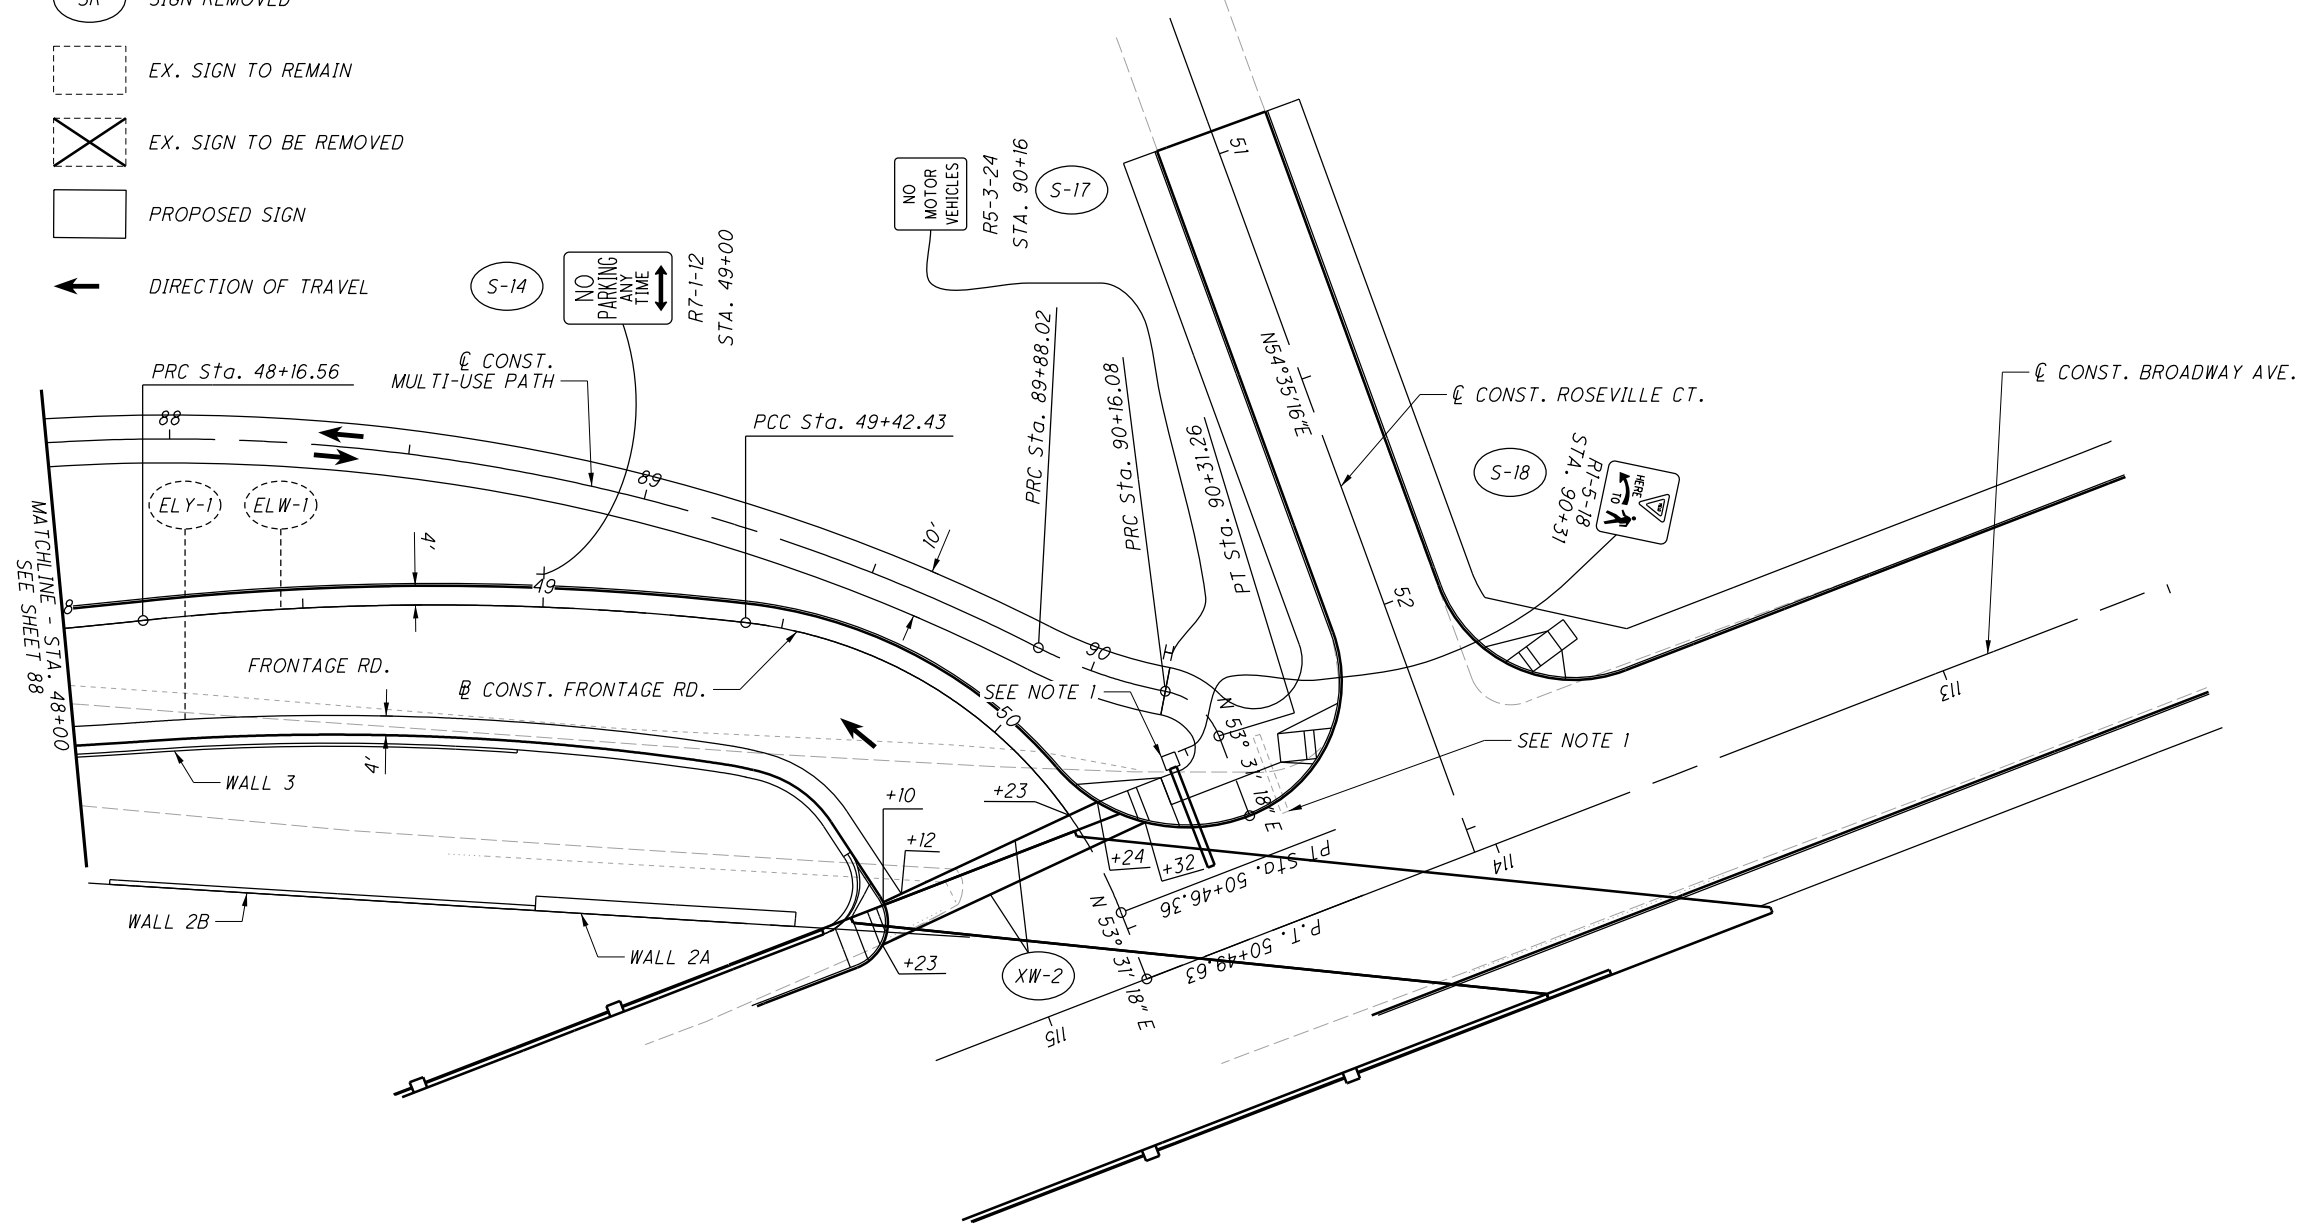 SIGN REMOVED
EX. SIGN TO REMAIN
EX. SIGN TO BE REMOVED
PROPOSED SIGN
DIRECTION OF TRAVEL
S-14
NO
PARKING
ANY
TIME
R7-1-12
STA. 49+00
NO
MOTOR
VEHICLES
R5-3-24
STA. 90+16
S-17
51
N54°35'16"E
52
℄ CONST. ROSEVILLE CT.
℄ CONST. BROADWAY AVE.
S-18
R1-5-18
STA. 90+31
HERE
TO
PRC Sta. 48+16.56
℄ CONST.
MULTI-USE PATH
PCC Sta. 49+42.43
PRC Sta. 89+88.02
PRC Sta. 90+16.08
PT Sta. 90+31.26
88
89
90
10'
ELY-1
ELW-1
4'
49
8
MATCHLINE - STA. 48+00
SEE SHEET 88
FRONTAGE RD.
BL CONST. FRONTAGE RD.
SEE NOTE 1
50
N 53° 31' 18" E
SEE NOTE 1
4'
WALL 3
+10
+12
+23
+24
+32
PT Sta. 50+46.36
P.T. 50+49.63
N 53° 31' 18" E
WALL 2B
WALL 2A
+23
XW-2
113
114
115